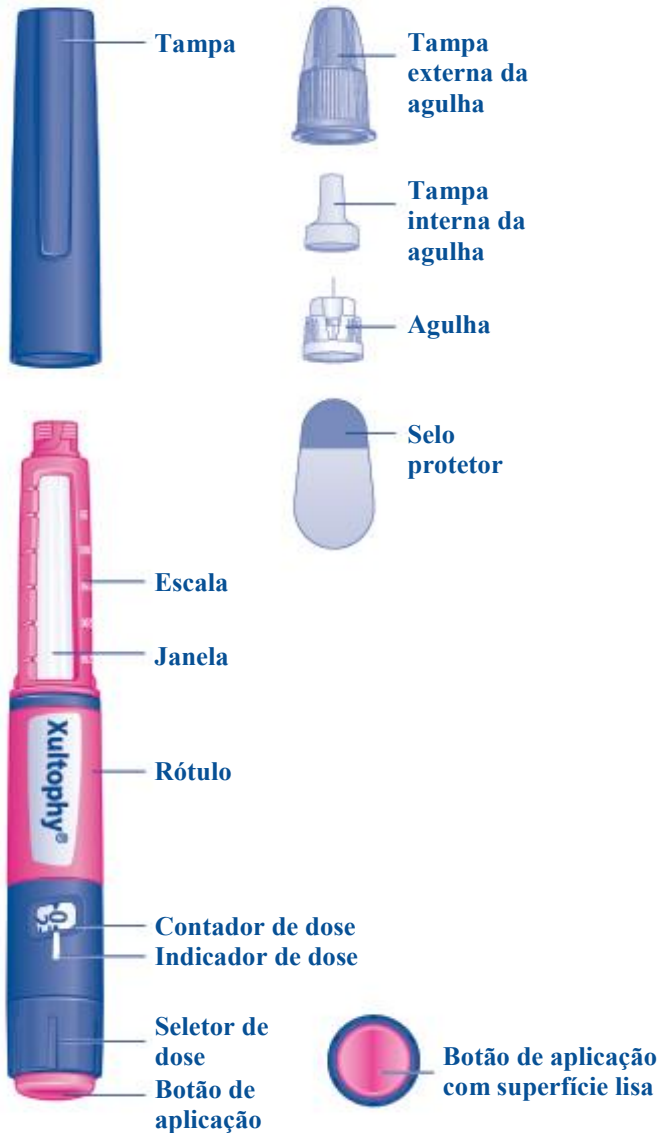 Tampa
Tampa
externa da
agulha
Tampa
interna da
agulha
Agulha
Selo
protetor
Escala
Janela
Xultophy®
Rótulo
Contador de dose
Indicador de dose
Seletor de
dose
Botão de
aplicação
Botão de aplicação
com superfície lisa